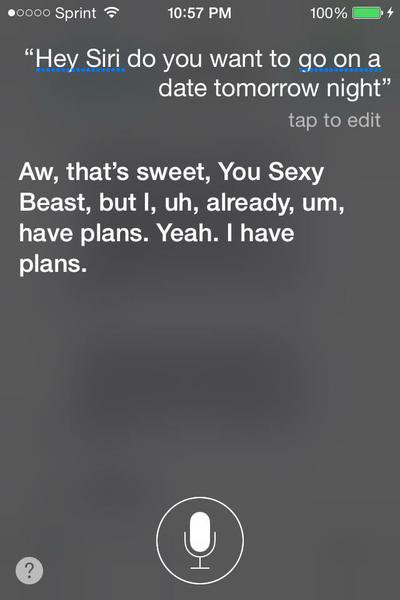 Sprint 10:57 PM 100%
“Hey Siri do you want to go on a
date tomorrow night”
tap to edit
Aw, that’s sweet, You Sexy
Beast, but I, uh, already, um,
have plans. Yeah. I have
plans.
?